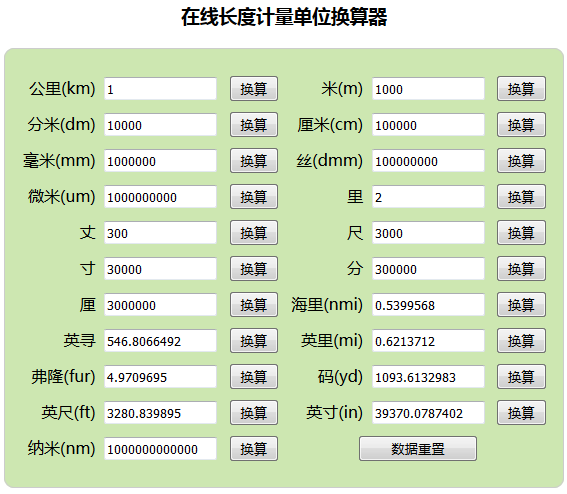 在线长度计量单位换算器
公里(km) 1 换算 米(m) 1000 换算
分米(dm) 10000 换算 厘米(cm) 100000 换算
毫米(mm) 1000000 换算 丝(dmm) 100000000 换算
微米(um) 1000000000 换算 里 2 换算
丈 300 换算 尺 3000 换算
寸 30000 换算 分 300000 换算
厘 3000000 换算 海里(nmi) 0.5399568 换算
英寻 546.8066492 换算 英里(mi) 0.6213712 换算
弗隆(fur) 4.9709695 换算 码(yd) 1093.6132983 换算
英尺(ft) 3280.839895 换算 英寸(in) 39370.0787402 换算
纳米(nm) 1000000000000 换算 数据重置